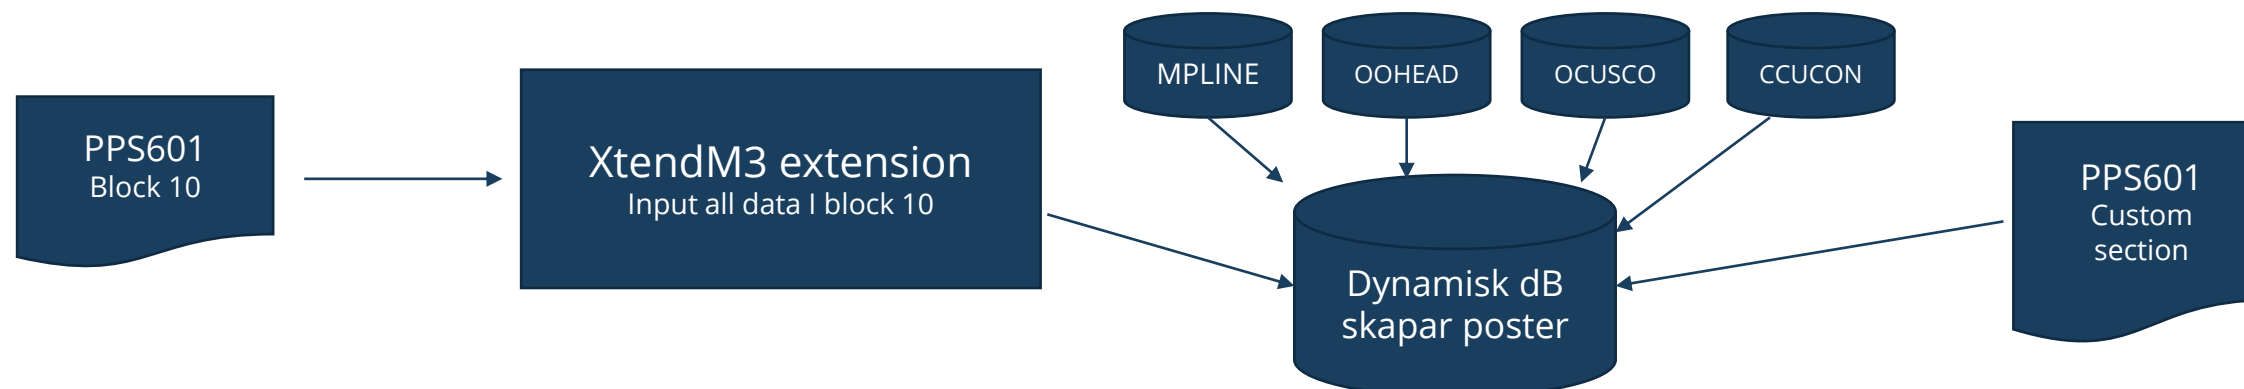 PPS601
Block 10
XtendM3 extension
Input all data I block 10
MPLINE
OOHEAD
OCUSCO
CCUCON
Dynamisk dB
skapar poster
PPS601
Custom
section